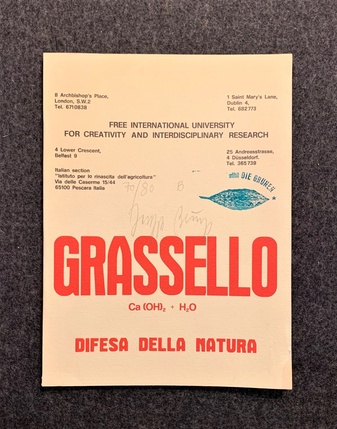 8 Archbishop's Place,
London, S.W.2
Tel. 6710838
1 Saint Mary's Lane,
Dublin 4,
Tel. 682773
FREE INTERNATIONAL UNIVERSITY
FOR CREATIVITY AND INTERDISCIPLINARY RESEARCH
4 Lower Crescent,
Belfast 9
25 Andreasstrasse,
4 Düsseldorf.
Tel. 365739
Italian section
"Istituto per la rinascita dell'agricoltura"
Via delle Caserme 15/44
65100 Pescara Italia
DIE GRÜNEN
70/80 B
GRASSELLO
Ca (OH)₂ + H₂O
DIFESA DELLA NATURA